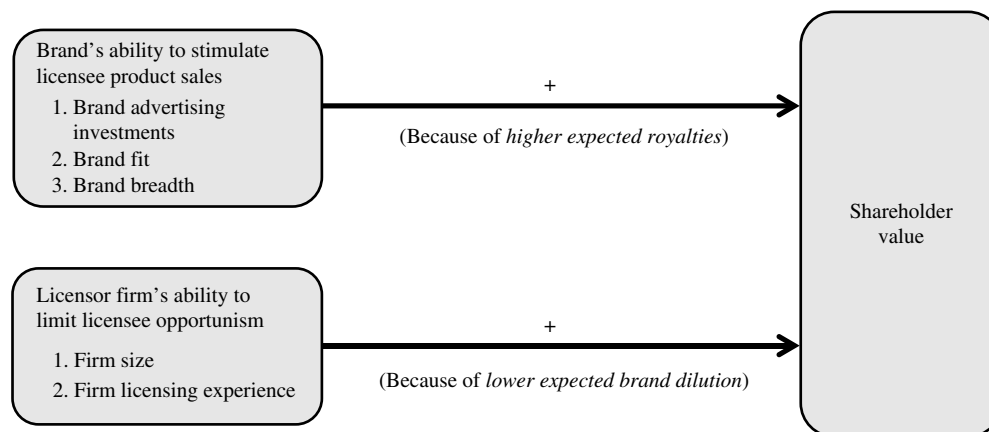 Brand’s ability to stimulate
licensee product sales
1. Brand advertising
investments
2. Brand fit
3. Brand breadth
+
(Because of higher expected royalties)
Licensor firm’s ability to
limit licensee opportunism
1. Firm size
2. Firm licensing experience
+
(Because of lower expected brand dilution)
Shareholder
value